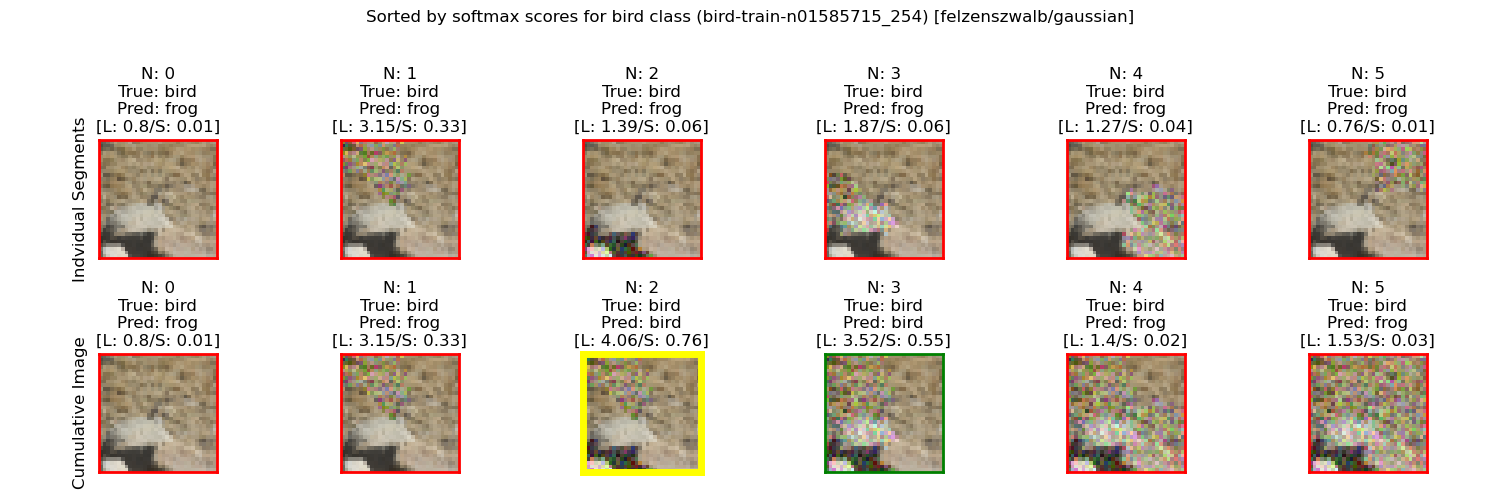 Sorted by softmax scores for bird class (bird-train-n01585715_254) [felzenszwalb/gaussian]
Indvidual Segments
N: 0
True: bird
Pred: frog
[L: 0.8/S: 0.01]
N: 1
True: bird
Pred: frog
[L: 3.15/S: 0.33]
N: 2
True: bird
Pred: frog
[L: 1.39/S: 0.06]
N: 3
True: bird
Pred: frog
[L: 1.87/S: 0.06]
N: 4
True: bird
Pred: frog
[L: 1.27/S: 0.04]
N: 5
True: bird
Pred: frog
[L: 0.76/S: 0.01]
Cumulative Image
N: 0
True: bird
Pred: frog
[L: 0.8/S: 0.01]
N: 1
True: bird
Pred: frog
[L: 3.15/S: 0.33]
N: 2
True: bird
Pred: bird
[L: 4.06/S: 0.76]
N: 3
True: bird
Pred: bird
[L: 3.52/S: 0.55]
N: 4
True: bird
Pred: frog
[L: 1.4/S: 0.02]
N: 5
True: bird
Pred: frog
[L: 1.53/S: 0.03]